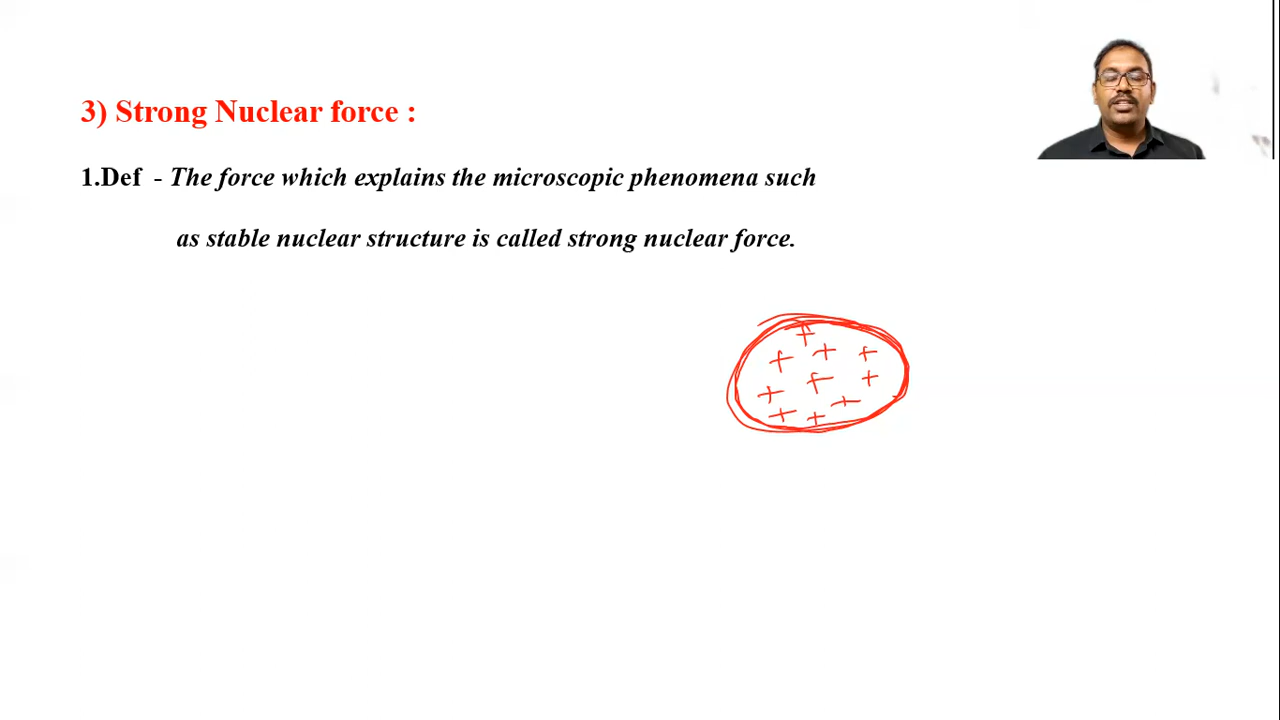 3) Strong Nuclear force :
1.Def - The force which explains the microscopic phenomena such
as stable nuclear structure is called strong nuclear force.
+
+ + +
+ + +
+ + +
+